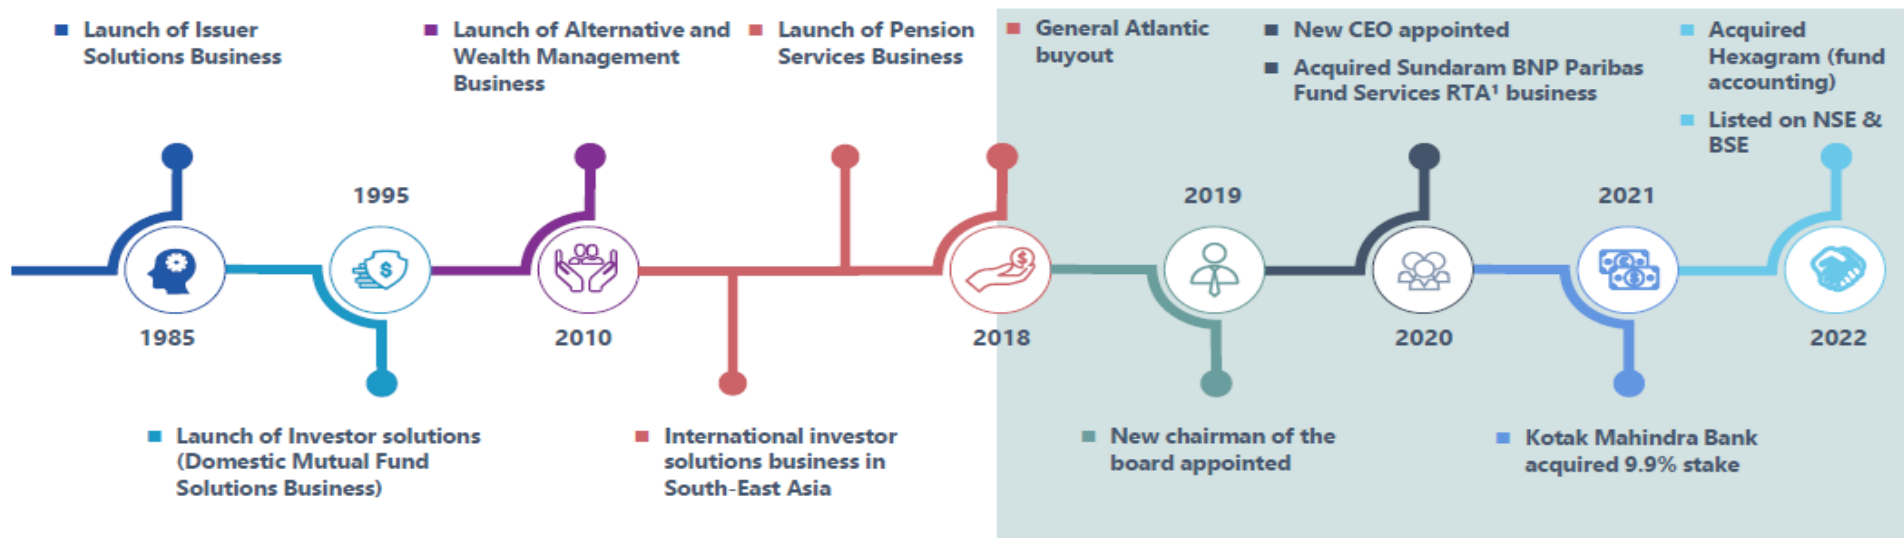 Launch of Issuer
Solutions Business
Launch of Alternative and
Wealth Management
Business
Launch of Pension
Services Business
General Atlantic
buyout
New CEO appointed
Acquired Sundaram BNP Paribas
Fund Services RTA¹ business
Acquired
Hexagram (fund
accounting)
Listed on NSE &
BSE
1995
2019
2021
1985
2010
2018
2020
2022
Launch of Investor solutions
(Domestic Mutual Fund
Solutions Business)
International investor
solutions business in
South-East Asia
New chairman of the
board appointed
Kotak Mahindra Bank
acquired 9.9% stake